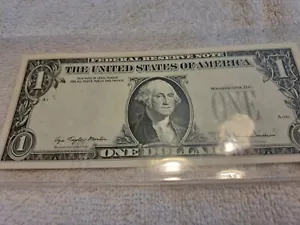 FEDERAL RESERVE NOTE
1 THE UNITED STATES OF AMERICA 1
THIS NOTE IS LEGAL TENDER
FOR ALL DEBTS, PUBLIC AND PRIVATE
WASHINGTON, D.C.
ONE
1 ONE DOLLAR 1